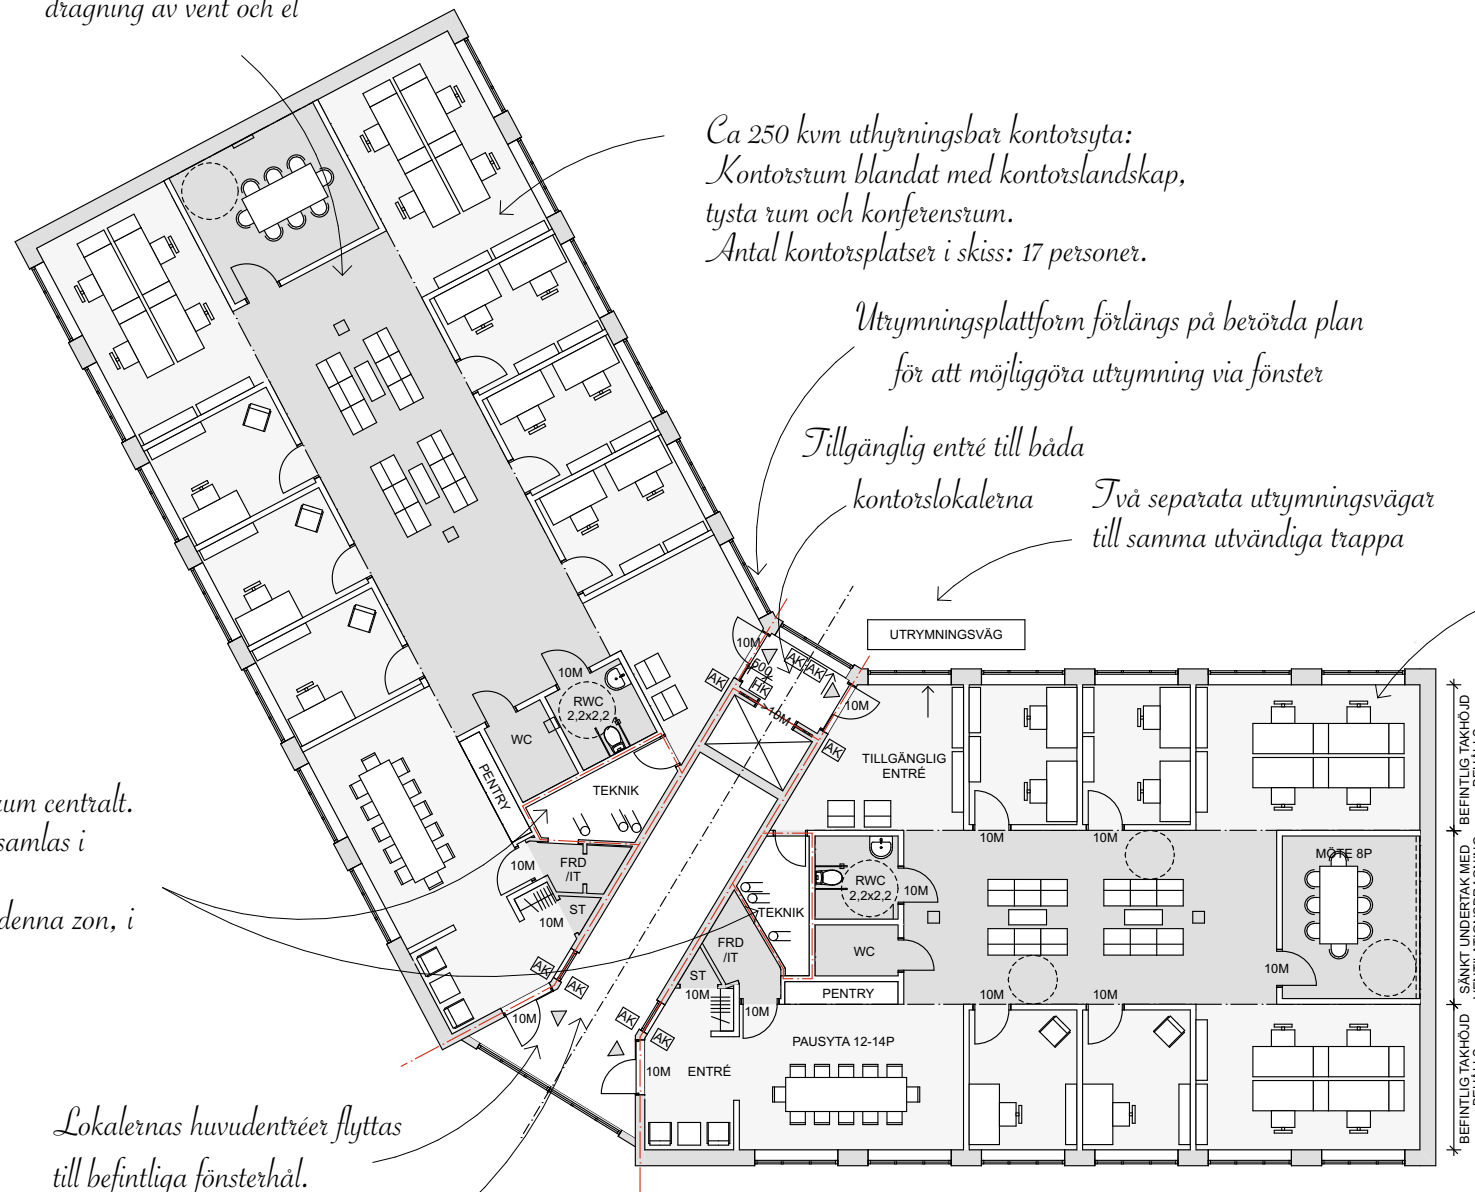 dragning av vent och el
Ca 250 kvm uthyrningsbar kontorsyta:
Kontorsrum blandat med kontorslandskap,
tysta rum och konferensrum.
Antal kontorsplatser i skiss: 17 personer.
Utrymningsplattform förlängs på berörda plan
för att möjliggöra utrymning via fönster
Tillgänglig entré till båda
kontorslokalerna
Två separata utrymningsvägar
till samma utvändiga trappa
UTRYMNINGSVÄG
10M
500
AK
AK
HK
AK
10M
10M
AK
10M
RWC
2,2x2,2
WC
PENTRY
TEKNIK
FRD
/IT
10M
ST
10M
AK
AK
10M
um centralt.
samlas i
denna zon, i
TILLGÄNGLIG
ENTRÉ
10M
10M
MÖTE 8P
RWC
2,2x2,2
10M
TEKNIK
WC
FRD
/IT
ST
10M
PENTRY
10M
10M
10M
10M
AK
AK
10M
ENTRÉ
PAUSYTA 12-14P
BEFINTLIG TAKHÖJD
SÄNKT UNDERTAK MED
BEFINTLIG TAKHÖJD
Lokalernas huvudentréer flyttas
till befintliga fönsterhål.